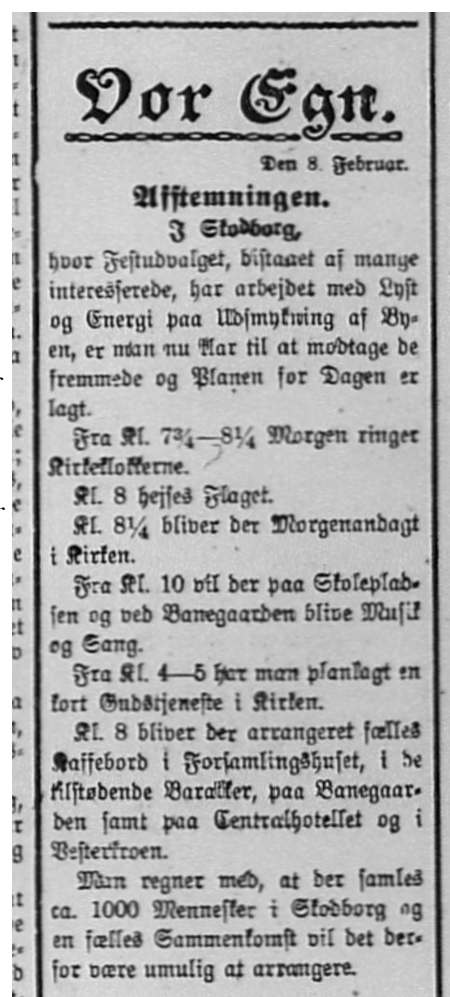 Vor Egn.
Den 8. Februar.
Afstemningen.
I Skodborg,
hvor Festudvalget, bistaaet af mange
interesserede, har arbejdet med Lyst
og Energi paa Udsmykning af By-
en, er man nu klar til at modtage de
fremmede og Planen for Dagen er
lagt.
Fra Kl. 7¾—8¼ Morgen ringer
Kirkeklokkerne.
Kl. 8 hejses Flaget.
Kl. 8¼ bliver der Morgenandagt
i Kirken.
Fra Kl. 10 vil der paa Skoleplad-
sen og ved Banegaarden blive Musik
og Sang.
Fra Kl. 4—5 har man planlagt en
kort Gudstjeneste i Kirken.
Kl. 8 bliver der arrangeret fælles
Kaffebord i Forsamlingshuset, i de
tilstødende Barakker, paa Banegaar-
den samt paa Centralhotellet og i
Vesterkroen.
Man regner med, at der samles
ca. 1000 Mennesker i Skodborg og
en fælles Sammenkomst vil det der-
for være umulig at arrangere.